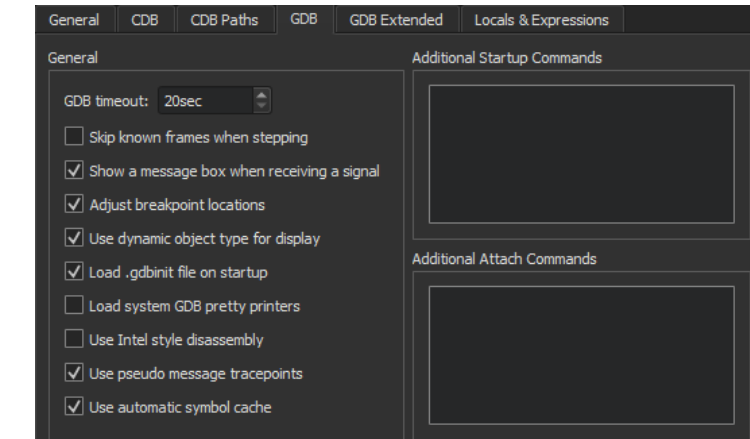 General CDB CDB Paths GDB GDB Extended Locals & Expressions
General
GDB timeout: 20sec
Skip known frames when stepping
Show a message box when receiving a signal
Adjust breakpoint locations
Use dynamic object type for display
Load .gdbinit file on startup
Load system GDB pretty printers
Use Intel style disassembly
Use pseudo message tracepoints
Use automatic symbol cache
Additional Startup Commands
Additional Attach Commands